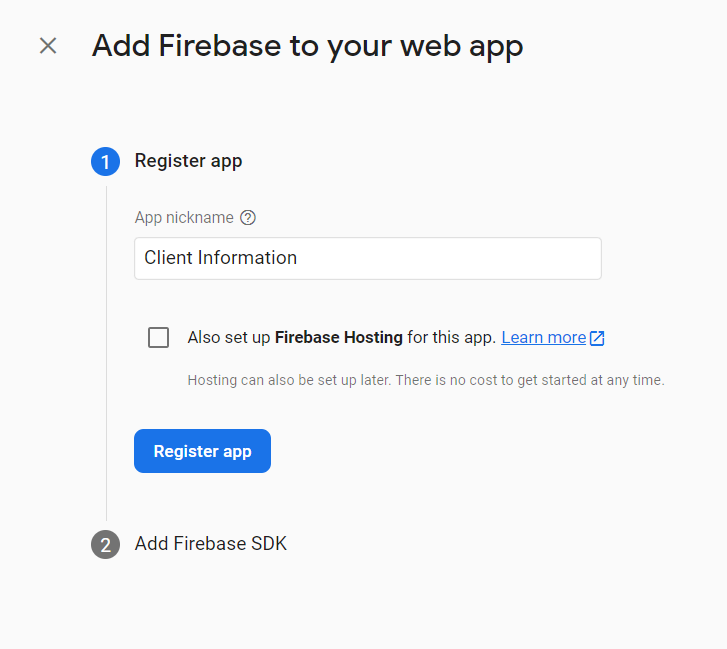 Add Firebase to your web app
1 Register app
App nickname ?
Client Information
Also set up Firebase Hosting for this app. Learn more
Hosting can also be set up later. There is no cost to get started at any time.
Register app
2 Add Firebase SDK